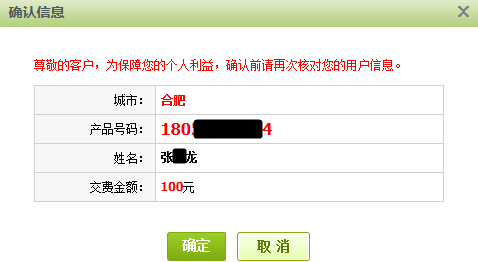 确认信息
尊敬的客户，为保障您的个人利益，确认前请再次核对您的用户信息。
城市： 合肥
产品号码： 180 4
姓名： 张 龙
交费金额： 100元
确定 取消